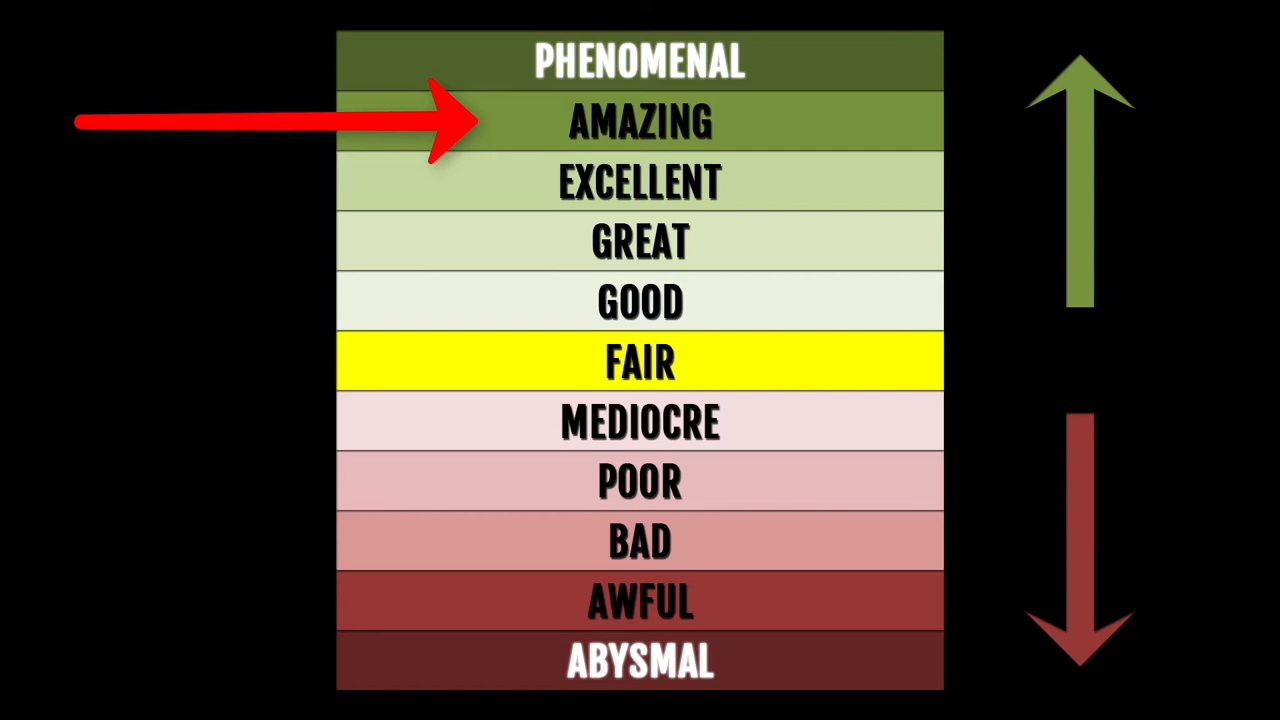 PHENOMENAL
AMAZING
EXCELLENT
GREAT
GOOD
FAIR
MEDIOCRE
POOR
BAD
AWFUL
ABYSMAL